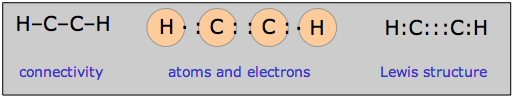 H–C–C–H H· :C: :C: ·H H:C:::C:H
connectivity atoms and electrons Lewis structure